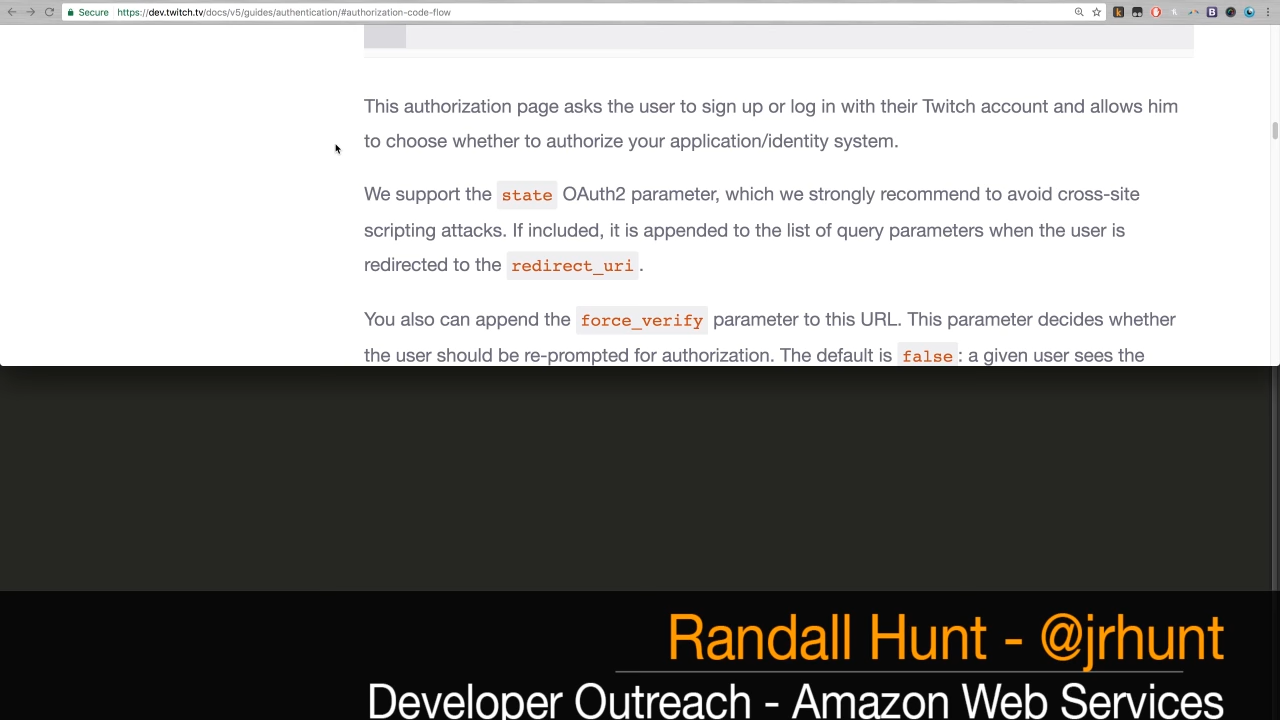 Secure https://dev.twitch.tv/docs/v5/guides/authentication/#authorization-code-flow
This authorization page asks the user to sign up or log in with their Twitch account and allows him
to choose whether to authorize your application/identity system.
We support the state OAuth2 parameter, which we strongly recommend to avoid cross-site
scripting attacks. If included, it is appended to the list of query parameters when the user is
redirected to the redirect_uri.
You also can append the force_verify parameter to this URL. This parameter decides whether
the user should be re-prompted for authorization. The default is false: a given user sees the
Randall Hunt - @jrhunt
Developer Outreach - Amazon Web Services